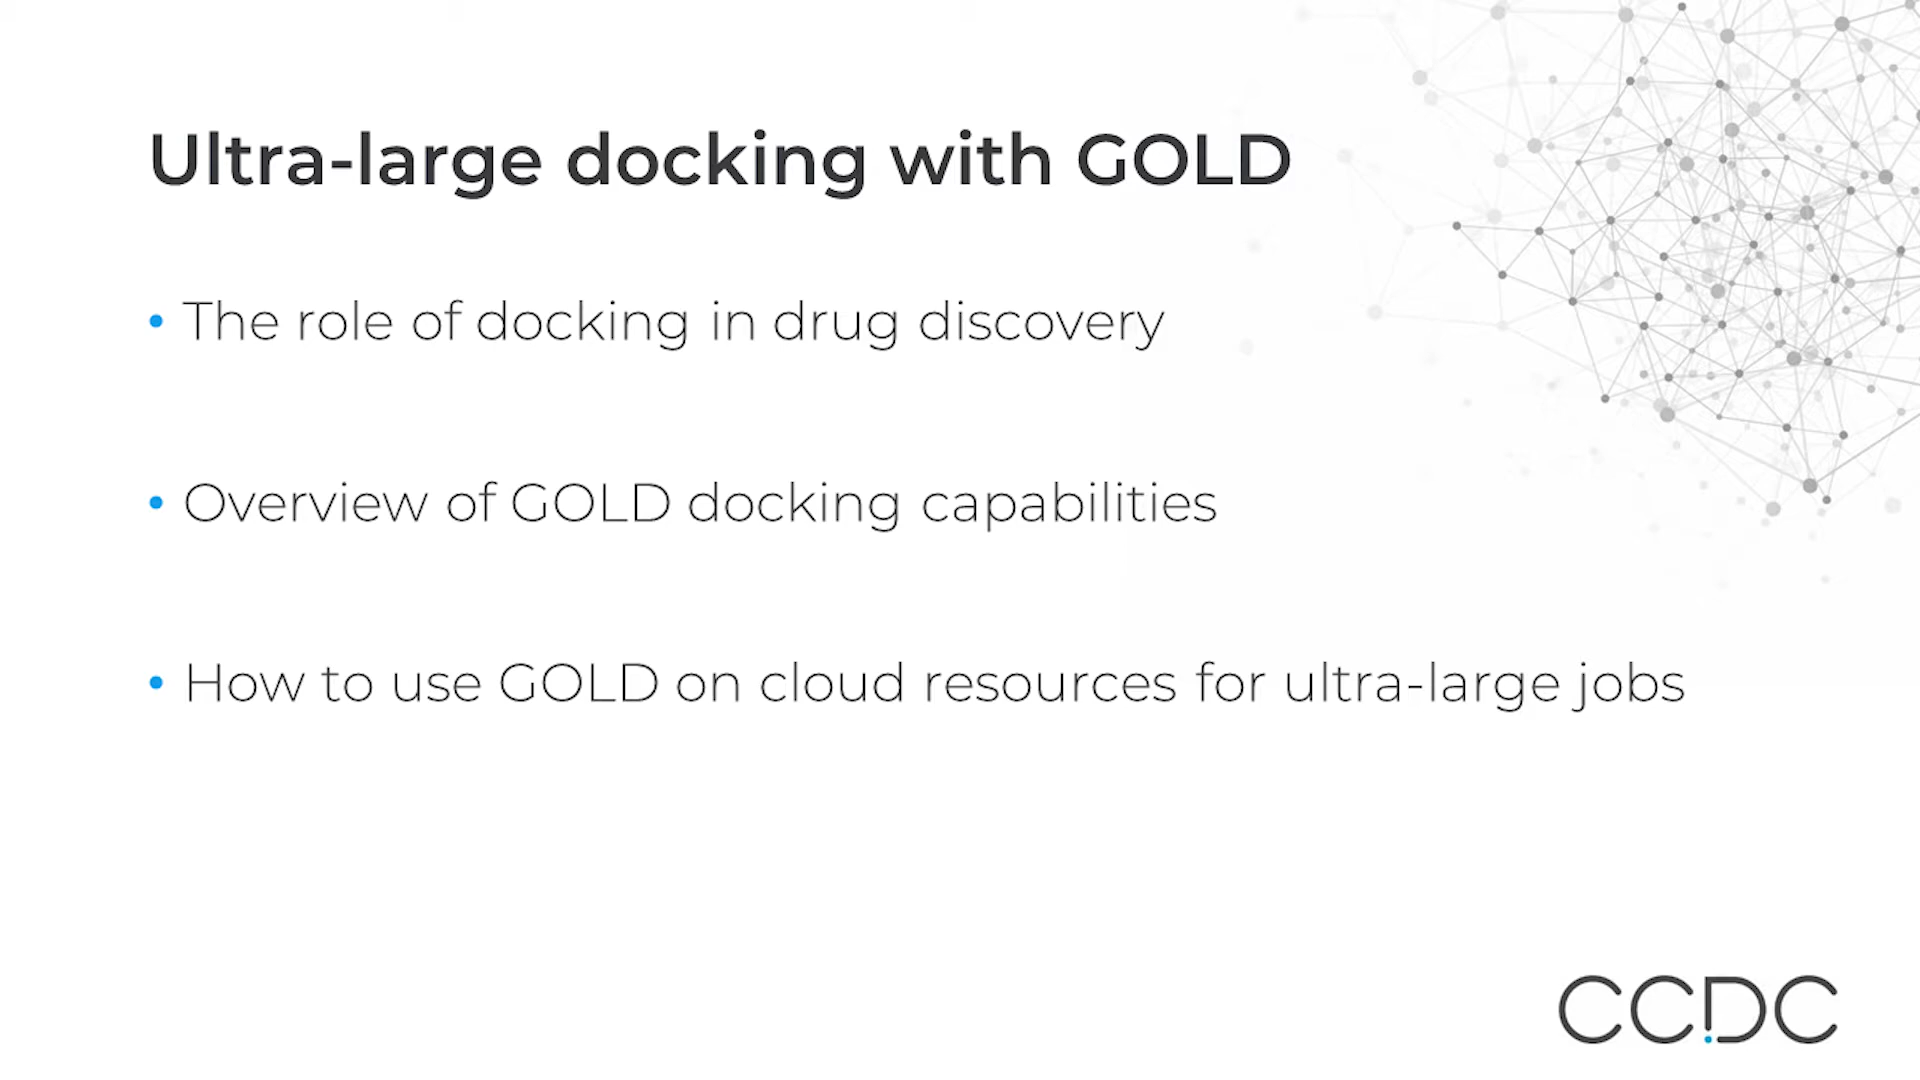 Ultra-large docking with GOLD
• The role of docking in drug discovery
• Overview of GOLD docking capabilities
• How to use GOLD on cloud resources for ultra-large jobs
CCDC